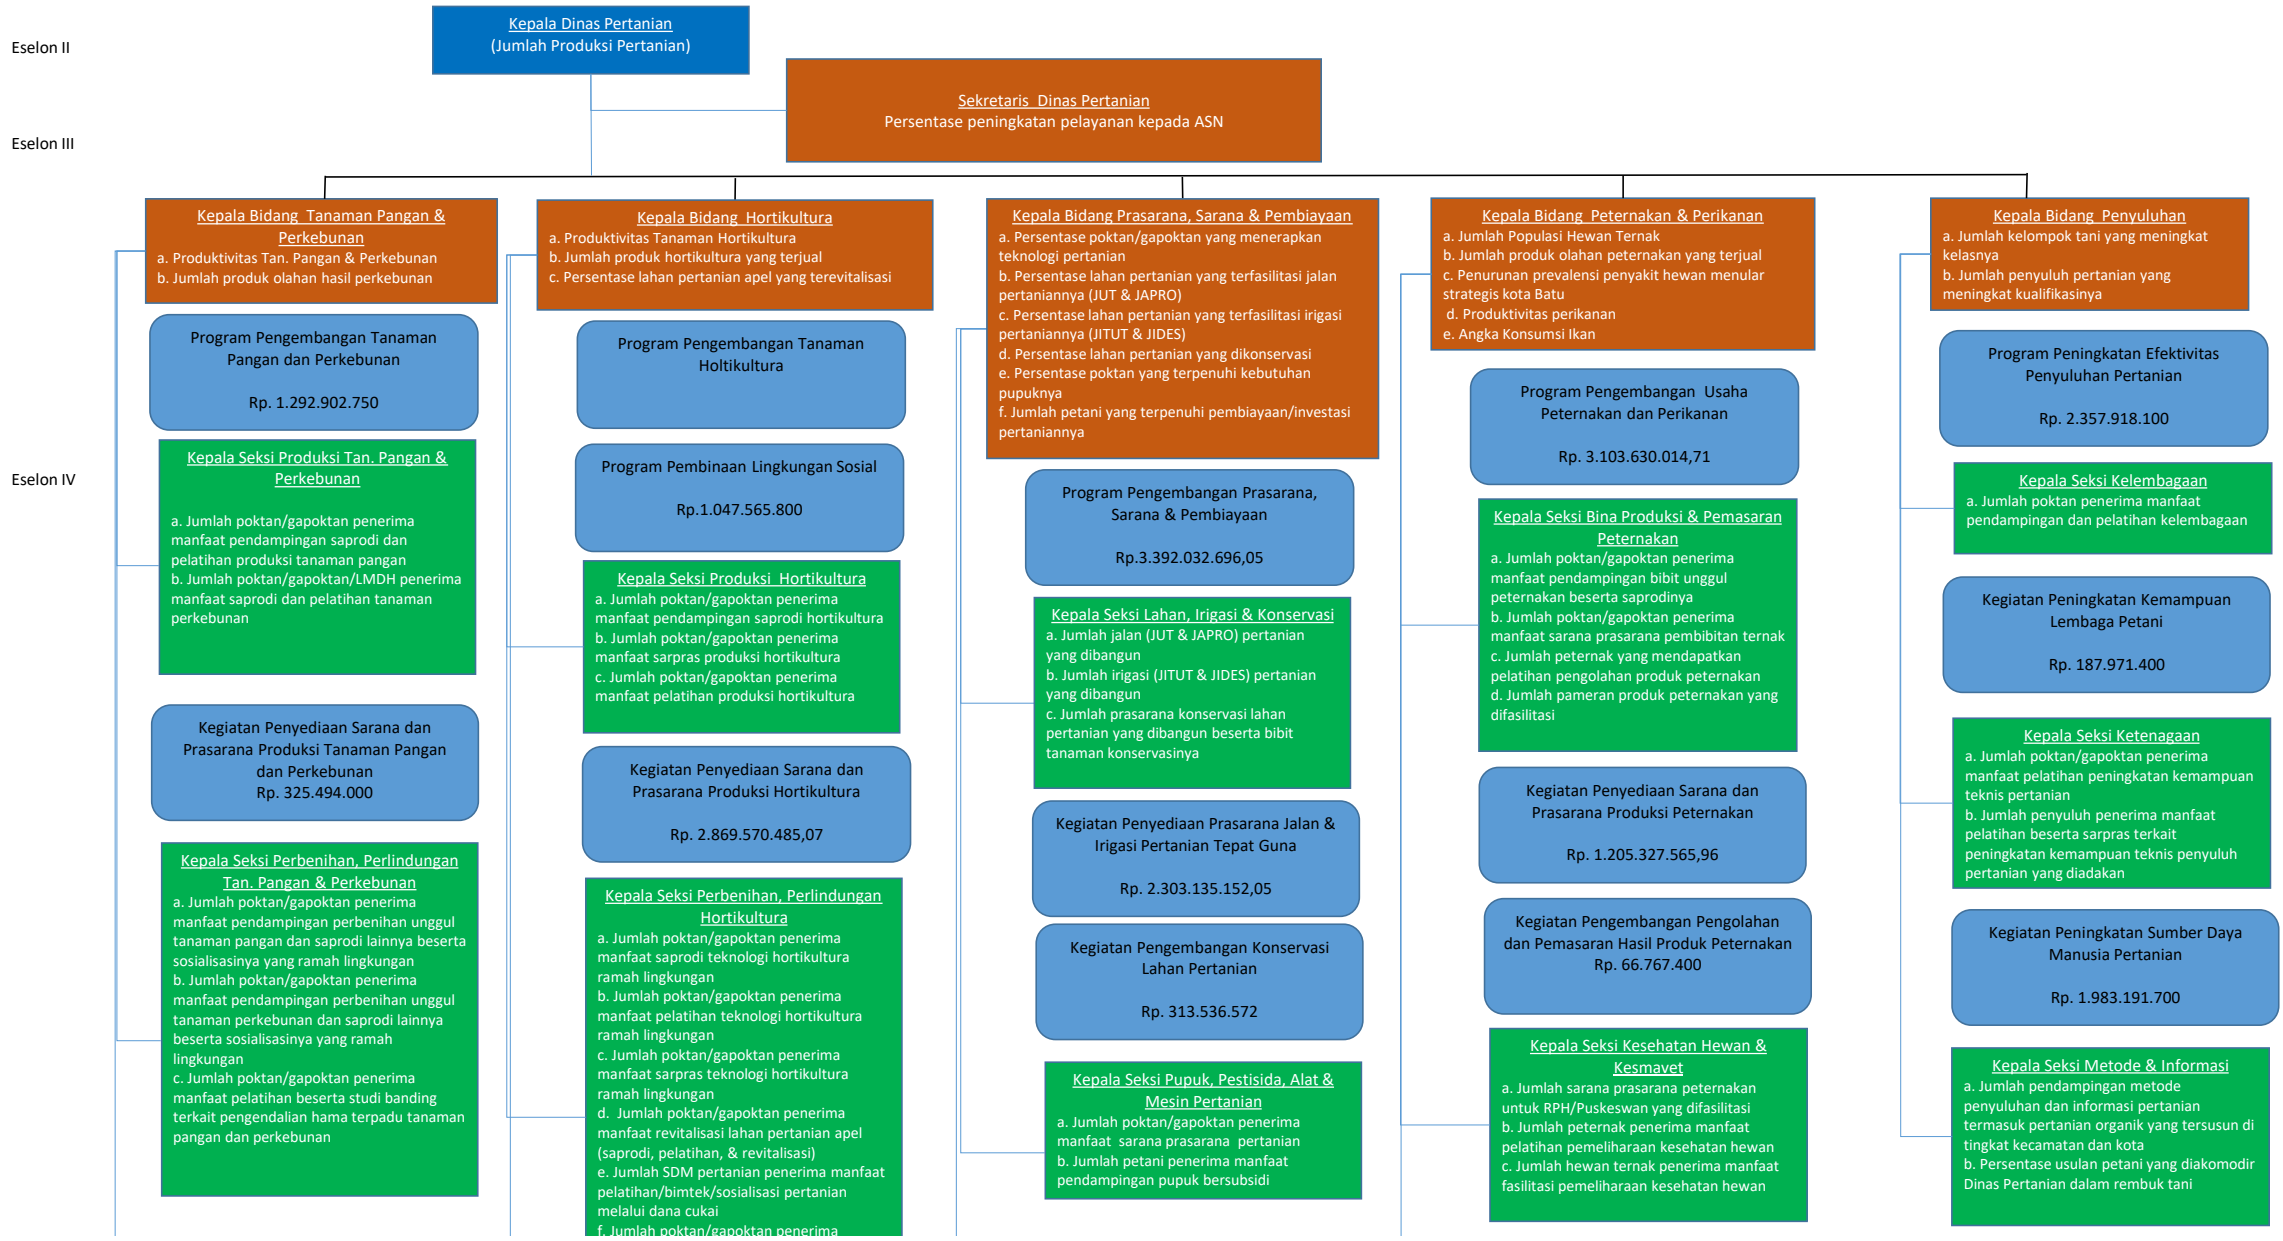 Eselon II
Kepala Dinas Pertanian
(Jumlah Produksi Pertanian)
Sekretaris  Dinas Pertanian
Persentase peningkatan pelayanan kepada ASN
Eselon III
Kepala Bidang  Tanaman Pangan &
Perkebunan
a. Produktivitas Tan. Pangan & Perkebunan
b. Jumlah produk olahan hasil perkebunan
Program Pengembangan Tanaman
Pangan dan Perkebunan
Rp. 1.292.902.750
Eselon IV
Kepala Seksi Produksi Tan. Pangan &
Perkebunan
a. Jumlah poktan/gapoktan penerima
manfaat pendampingan saprodi dan
pelatihan produksi tanaman pangan
b. Jumlah poktan/gapoktan/LMDH penerima
manfaat saprodi dan pelatihan tanaman
perkebunan
Kegiatan Penyediaan Sarana dan
Prasarana Produksi Tanaman Pangan
dan Perkebunan
Rp. 325.494.000
Kepala Seksi Perbenihan, Perlindungan
Tan. Pangan & Perkebunan
a. Jumlah poktan/gapoktan penerima
manfaat pendampingan perbenihan unggul
tanaman pangan dan saprodi lainnya beserta
sosialisasinya yang ramah lingkungan
b. Jumlah poktan/gapoktan penerima
manfaat pendampingan perbenihan unggul
tanaman perkebunan dan saprodi lainnya
beserta sosialisasinya yang ramah
lingkungan
c. Jumlah poktan/gapoktan penerima
manfaat pelatihan beserta studi banding
terkait pengendalian hama terpadu tanaman
pangan dan perkebunan
Kepala Bidang  Hortikultura
a. Produktivitas Tanaman Hortikultura
b. Jumlah produk hortikultura yang terjual
c. Persentase lahan pertanian apel yang terevitalisasi
Program Pengembangan Tanaman
Holtikultura
Program Pembinaan Lingkungan Sosial
Rp.1.047.565.800
Kepala Seksi Produksi  Hortikultura
a. Jumlah poktan/gapoktan penerima
manfaat pendampingan saprodi hortikultura
b. Jumlah poktan/gapoktan penerima
manfaat sarpras produksi hortikultura
c. Jumlah poktan/gapoktan penerima
manfaat pelatihan produksi hortikultura
Kegiatan Penyediaan Sarana dan
Prasarana Produksi Hortikultura
Rp. 2.869.570.485,07
Kepala Seksi Perbenihan, Perlindungan
Hortikultura
a. Jumlah poktan/gapoktan penerima
manfaat saprodi teknologi hortikultura
ramah lingkungan
b. Jumlah poktan/gapoktan penerima
manfaat pelatihan teknologi hortikultura
ramah lingkungan
c. Jumlah poktan/gapoktan penerima
manfaat sarpras teknologi hortikultura
ramah lingkungan
d.  Jumlah poktan/gapoktan penerima
manfaat revitalisasi lahan pertanian apel
(saprodi, pelatihan, & revitalisasi)
e. Jumlah SDM pertanian penerima manfaat
pelatihan/bimtek/sosialisasi pertanian
melalui dana cukai
f. Jumlah poktan/gapoktan penerima
Kepala Bidang Prasarana, Sarana & Pembiayaan
a. Persentase poktan/gapoktan yang menerapkan
teknologi pertanian
b. Persentase lahan pertanian yang terfasilitasi jalan
pertaniannya (JUT & JAPRO)
c. Persentase lahan pertanian yang terfasilitasi irigasi
pertaniannya (JITUT & JIDES)
d. Persentase lahan pertanian yang dikonservasi
e. Persentase poktan yang terpenuhi kebutuhan
pupuknya
f. Jumlah petani yang terpenuhi pembiayaan/investasi
pertaniannya
Program Pengembangan Prasarana,
Sarana & Pembiayaan
Rp.3.392.032.696,05
Kepala Seksi Lahan, Irigasi & Konservasi
a. Jumlah jalan (JUT & JAPRO) pertanian
yang dibangun
b. Jumlah irigasi (JITUT & JIDES) pertanian
yang dibangun
c. Jumlah prasarana konservasi lahan
pertanian yang dibangun beserta bibit
tanaman konservasinya
Kegiatan Penyediaan Prasarana Jalan &
Irigasi Pertanian Tepat Guna
Rp. 2.303.135.152,05
Kegiatan Pengembangan Konservasi
Lahan Pertanian
Rp. 313.536.572
Kepala Seksi Pupuk, Pestisida, Alat &
Mesin Pertanian
a. Jumlah poktan/gapoktan penerima
manfaat  sarana prasarana  pertanian
b. Jumlah petani penerima manfaat
pendampingan pupuk bersubsidi
Kepala Bidang  Peternakan & Perikanan
a. Jumlah Populasi Hewan Ternak
b. Jumlah produk olahan peternakan yang terjual
c. Penurunan prevalensi penyakit hewan menular
strategis kota Batu
d. Produktivitas perikanan
e. Angka Konsumsi Ikan
Program Pengembangan  Usaha
Peternakan dan Perikanan
Rp. 3.103.630.014,71
Kepala Seksi Bina Produksi & Pemasaran
Peternakan
a. Jumlah poktan/gapoktan penerima
manfaat pendampingan bibit unggul
peternakan beserta saprodinya
b. Jumlah poktan/gapoktan penerima
manfaat sarana prasarana pembibitan ternak
c. Jumlah peternak yang mendapatkan
pelatihan pengolahan produk peternakan
d. Jumlah pameran produk peternakan yang
difasilitasi
Kegiatan Penyediaan Sarana dan
Prasarana Produksi Peternakan
Rp. 1.205.327.565,96
Kegiatan Pengembangan Pengolahan
dan Pemasaran Hasil Produk Peternakan
Rp. 66.767.400
Kepala Seksi Kesehatan Hewan &
Kesmavet
a. Jumlah sarana prasarana peternakan
untuk RPH/Puskeswan yang difasilitasi
b. Jumlah peternak penerima manfaat
pelatihan pemeliharaan kesehatan hewan
c. Jumlah hewan ternak penerima manfaat
fasilitasi pemeliharaan kesehatan hewan
Kepala Bidang  Penyuluhan
a. Jumlah kelompok tani yang meningkat
kelasnya
b. Jumlah penyuluh pertanian yang
meningkat kualifikasinya
Program Peningkatan Efektivitas
Penyuluhan Pertanian
Rp. 2.357.918.100
Kepala Seksi Kelembagaan
a. Jumlah poktan penerima manfaat
pendampingan dan pelatihan kelembagaan
Kegiatan Peningkatan Kemampuan
Lembaga Petani
Rp. 187.971.400
Kepala Seksi Ketenagaan
a. Jumlah poktan/gapoktan penerima
manfaat pelatihan peningkatan kemampuan
teknis pertanian
b. Jumlah penyuluh penerima manfaat
pelatihan beserta sarpras terkait
peningkatan kemampuan teknis penyuluh
pertanian yang diadakan
Kegiatan Peningkatan Sumber Daya
Manusia Pertanian
Rp. 1.983.191.700
Kepala Seksi Metode & Informasi
a. Jumlah pendampingan metode
penyuluhan dan informasi pertanian
termasuk pertanian organik yang tersusun di
tingkat kecamatan dan kota
b. Persentase usulan petani yang diakomodir
Dinas Pertanian dalam rembuk tani